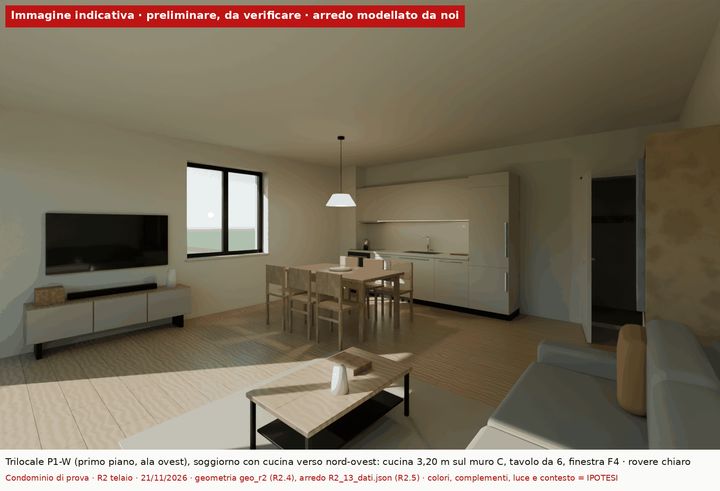 Immagine indicativa · preliminare, da verificare · arredo modellato da noi
Trilocale P1-W (primo piano, ala ovest), soggiorno con cucina verso nord-ovest: cucina 3,20 m sul muro C, tavolo da 6, finestra F4 · rovere chiaro
Condominio di prova · R2 telaio · 21/11/2026 · geometria geo_r2 (R2.4), arredo R2_13_dati.json (R2.5) · colori, complementi, luce e contesto = IPOTESI